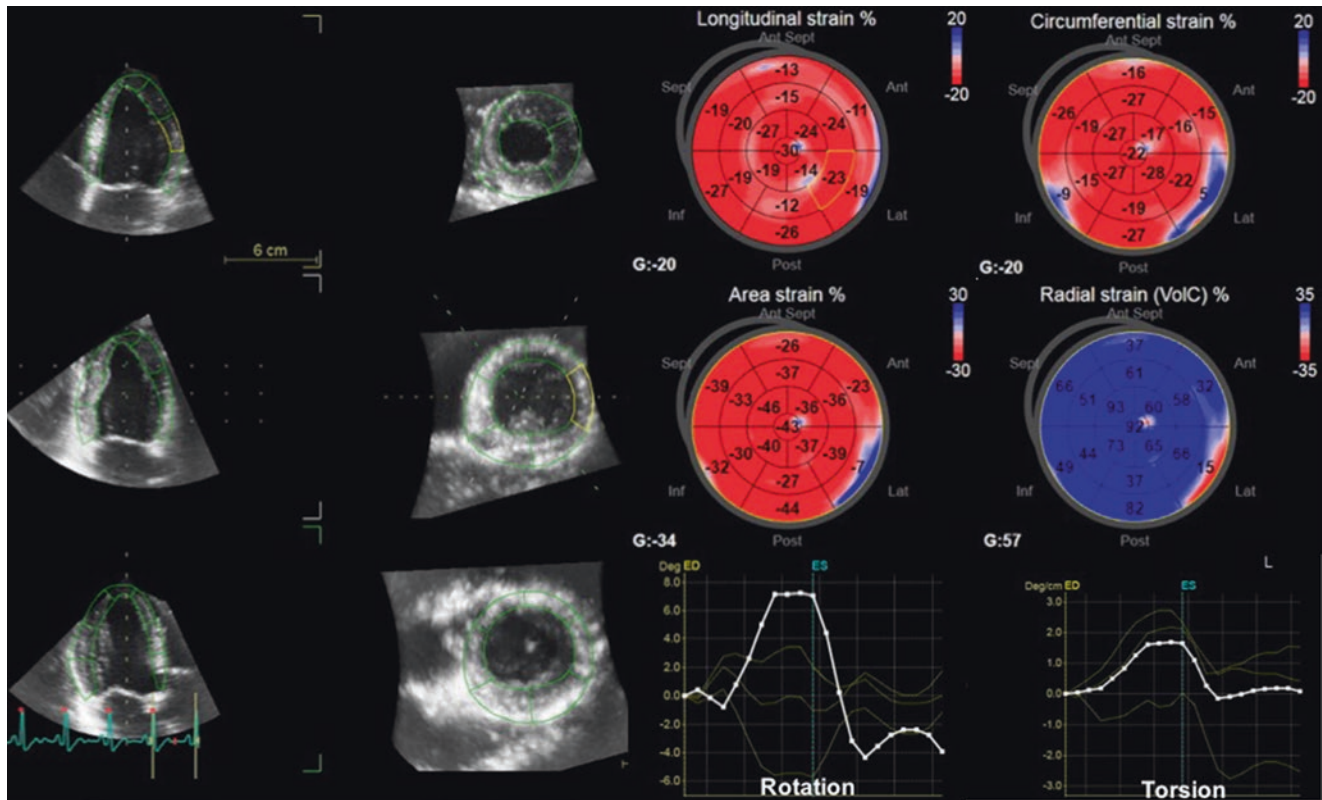 6 cm
Longitudinal strain %
20
-20
Ant Sept
Sept
Ant
Inf
Lat
Post
-13
-15
-19
-11
-20
-24
-27
-24
-30
-19
-14
-23
-19
-27
-19
-12
-26
G:-20
Circumferential strain %
20
-20
Ant Sept
Sept
Ant
Inf
Lat
Post
-16
-27
-26
-15
-19
-16
-27
-17
-22
-27
-28
-22
-15
-9
5
-19
-27
G:-20
Area strain %
30
-30
Ant Sept
Sept
Ant
Inf
Lat
Post
-26
-37
-39
-23
-33
-36
-46
-36
-43
-40
-37
-39
-7
-30
-32
-27
-44
G:-34
Radial strain (VolC) %
35
-35
Ant Sept
Sept
Ant
Inf
Lat
Post
37
61
66
32
51
58
93
60
92
73
65
66
15
44
49
37
82
G:57
Deg
ED
ES
8.0
6.0
4.0
2.0
0.0
-2.0
-4.0
-6.0
Rotation
L
Deg/cm
ED
ES
3.0
2.0
1.0
0.0
-1.0
-2.0
-3.0
Torsion